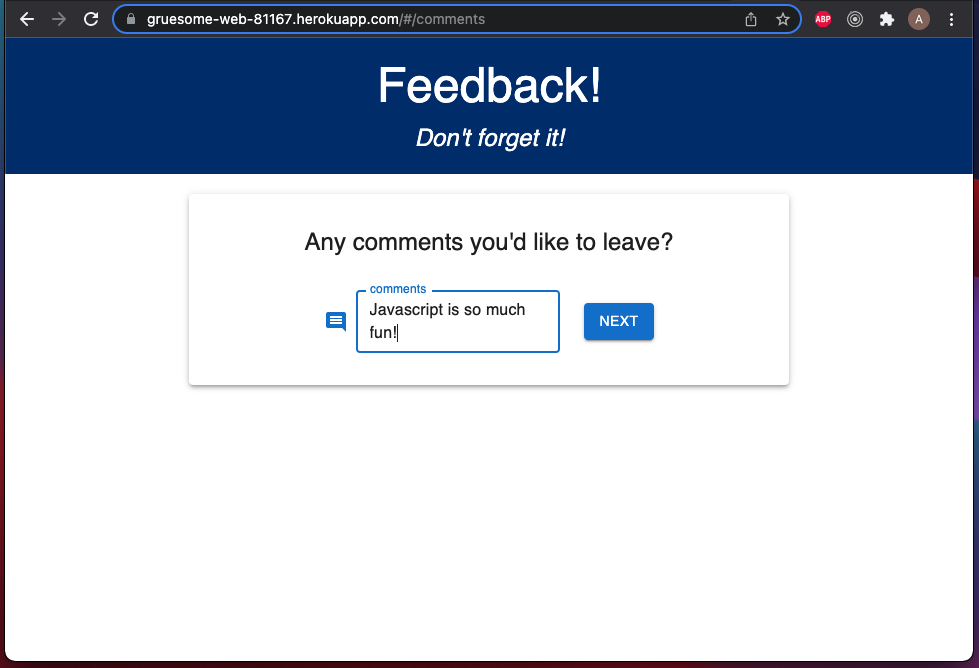 gruesome-web-81167.herokuapp.com/#/comments
ABP
A
Feedback!
Don't forget it!
Any comments you'd like to leave?
comments
Javascript is so much
fun!
NEXT